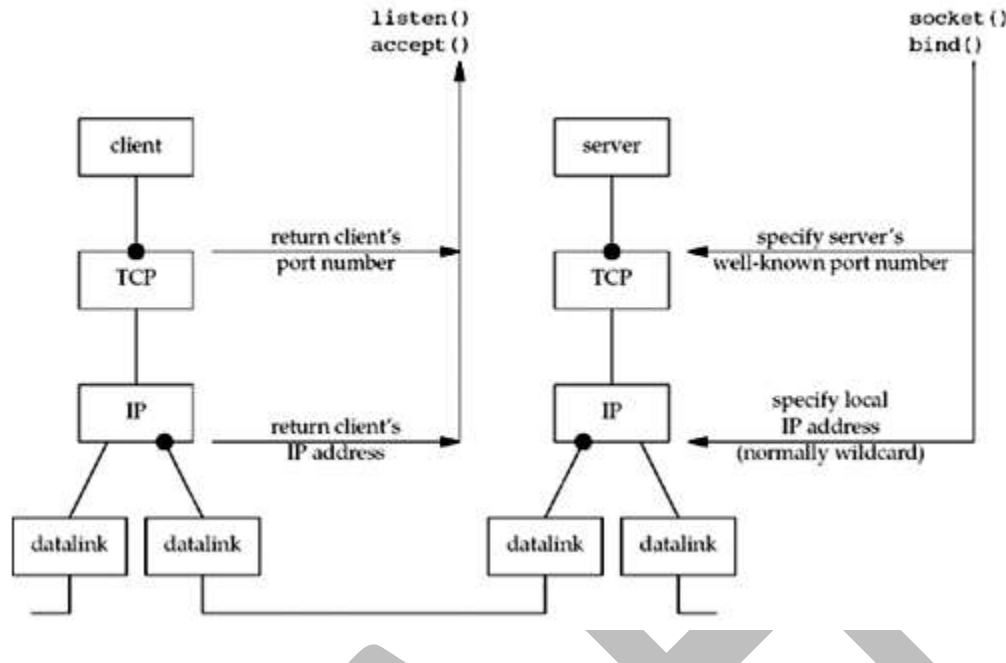 listen()
accept()
socket()
bind()
client
server
return client's
port number
specify server's
well-known port number
TCP
TCP
IP
IP
return client's
IP address
specify local
IP address
(normally wildcard)
datalink
datalink
datalink
datalink